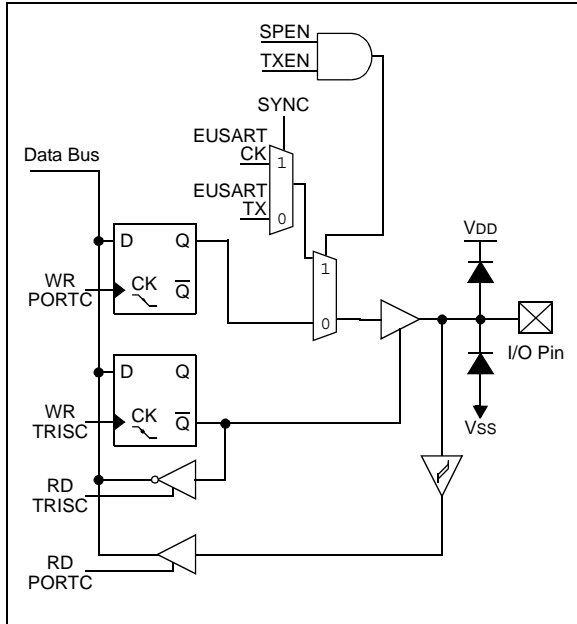 SPEN
TXEN
SYNC
EUSART
CK
1
EUSART
TX
0
Data Bus
D Q
CK Q
WR
PORTC
1
0
VDD
I/O Pin
VSS
D Q
CK Q
WR
TRISC
RD
TRISC
RD
PORTC